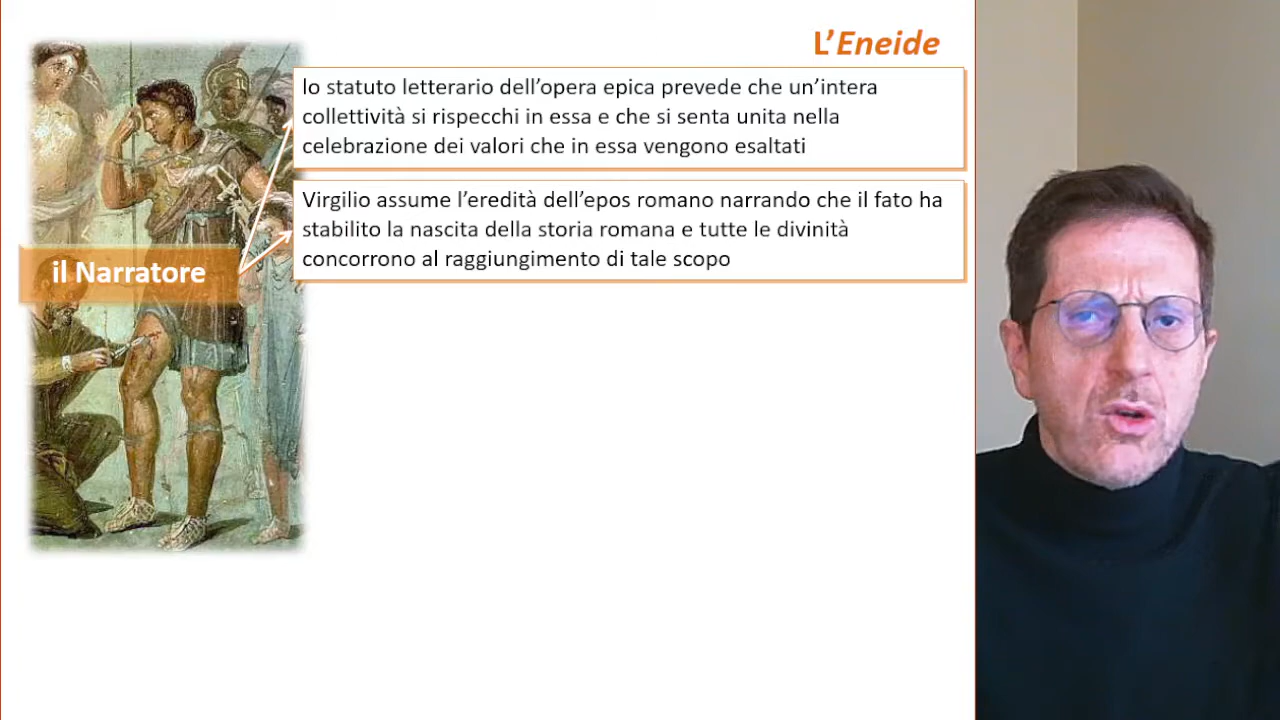 L'Eneide
lo statuto letterario dell'opera epica prevede che un'intera
collettività si rispecchi in essa e che si senta unita nella
celebrazione dei valori che in essa vengono esaltati
Virgilio assume l'eredità dell'epos romano narrando che il fato ha
stabilito la nascita della storia romana e tutte le divinità
concorrono al raggiungimento di tale scopo
il Narratore